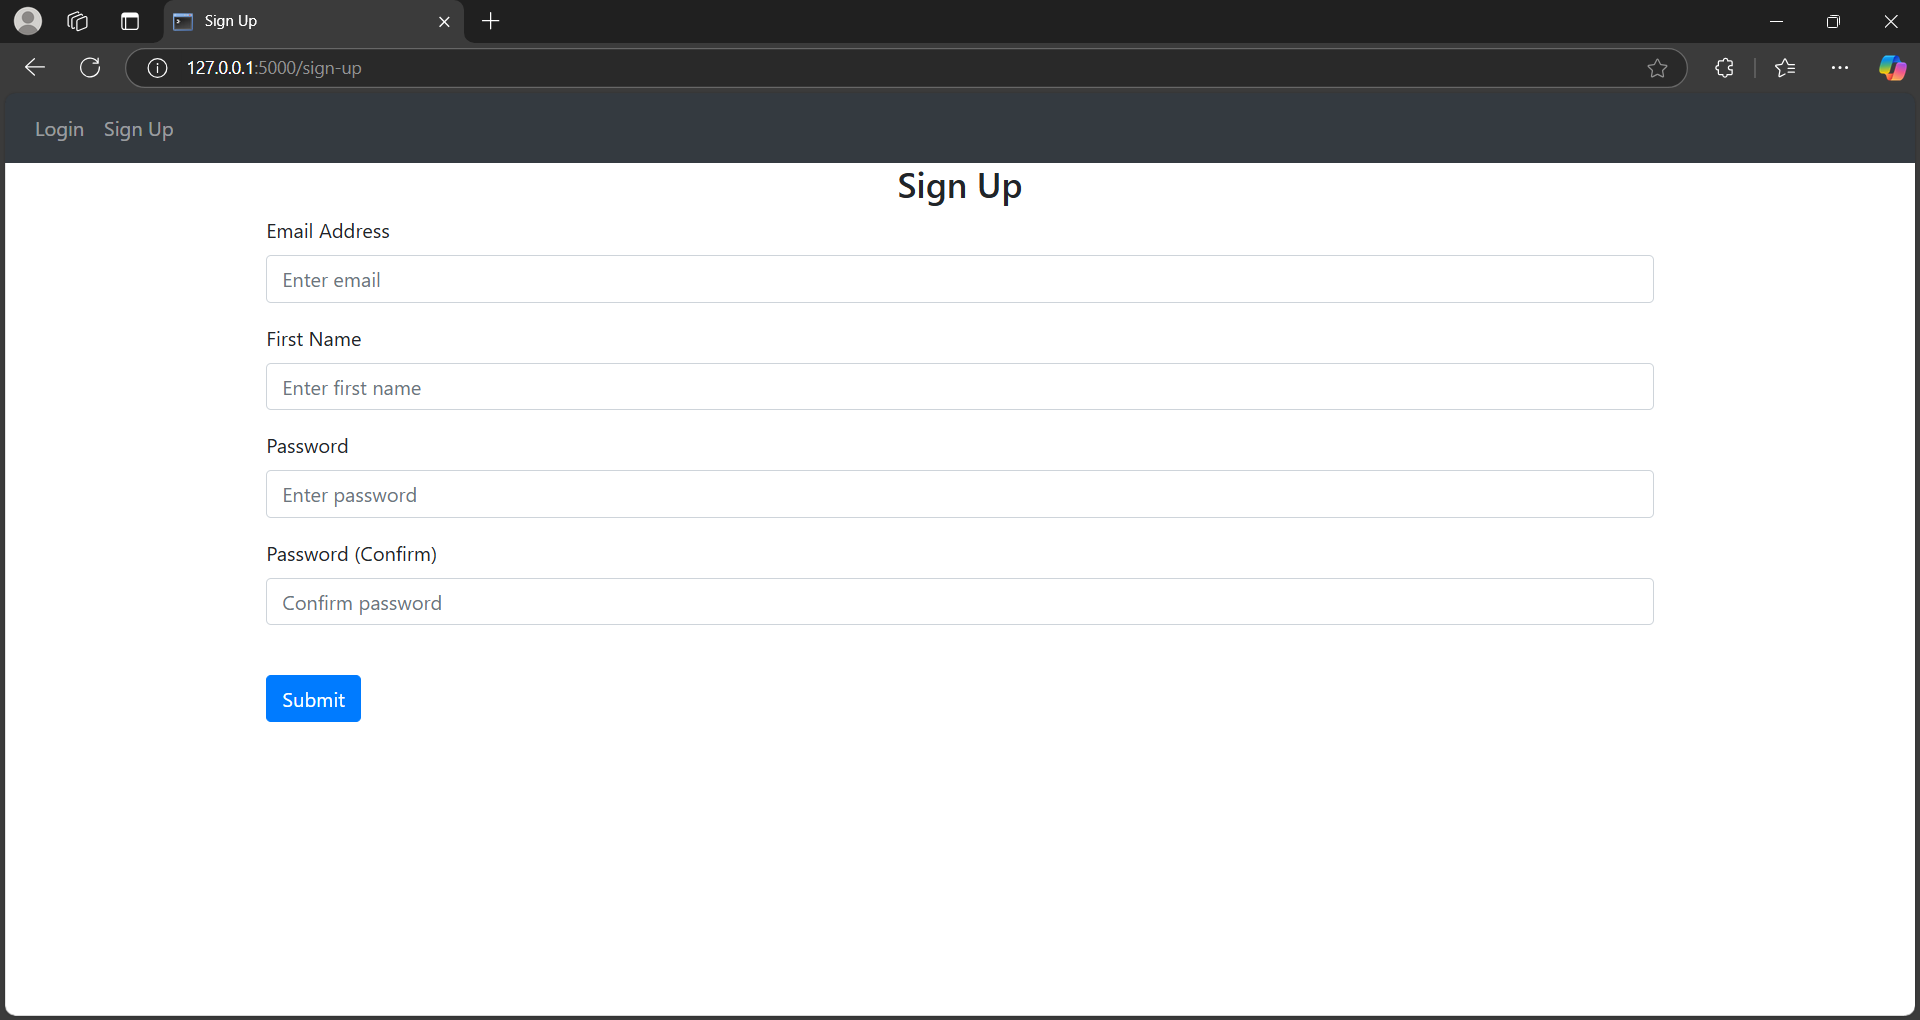 Sign Up
127.0.0.1:5000/sign-up
Login Sign Up
Sign Up
Email Address
Enter email
First Name
Enter first name
Password
Enter password
Password (Confirm)
Confirm password
Submit